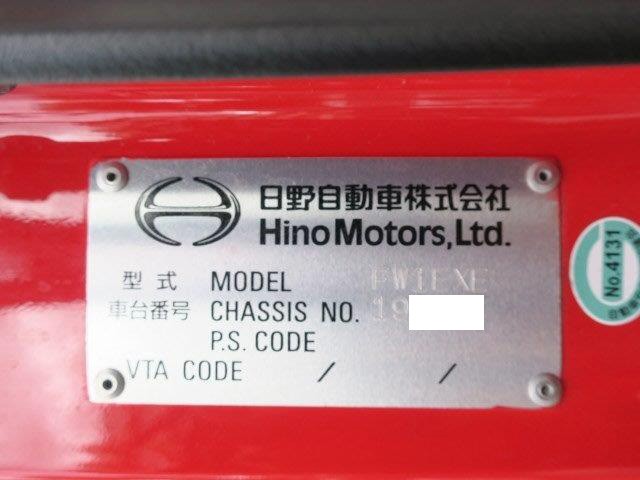 日野自動車株式会社
Hino Motors, Ltd.
型式 MODEL FW1EXE
車台番号 CHASSIS NO. 19
P.S. CODE
VTA CODE / /
No.4131